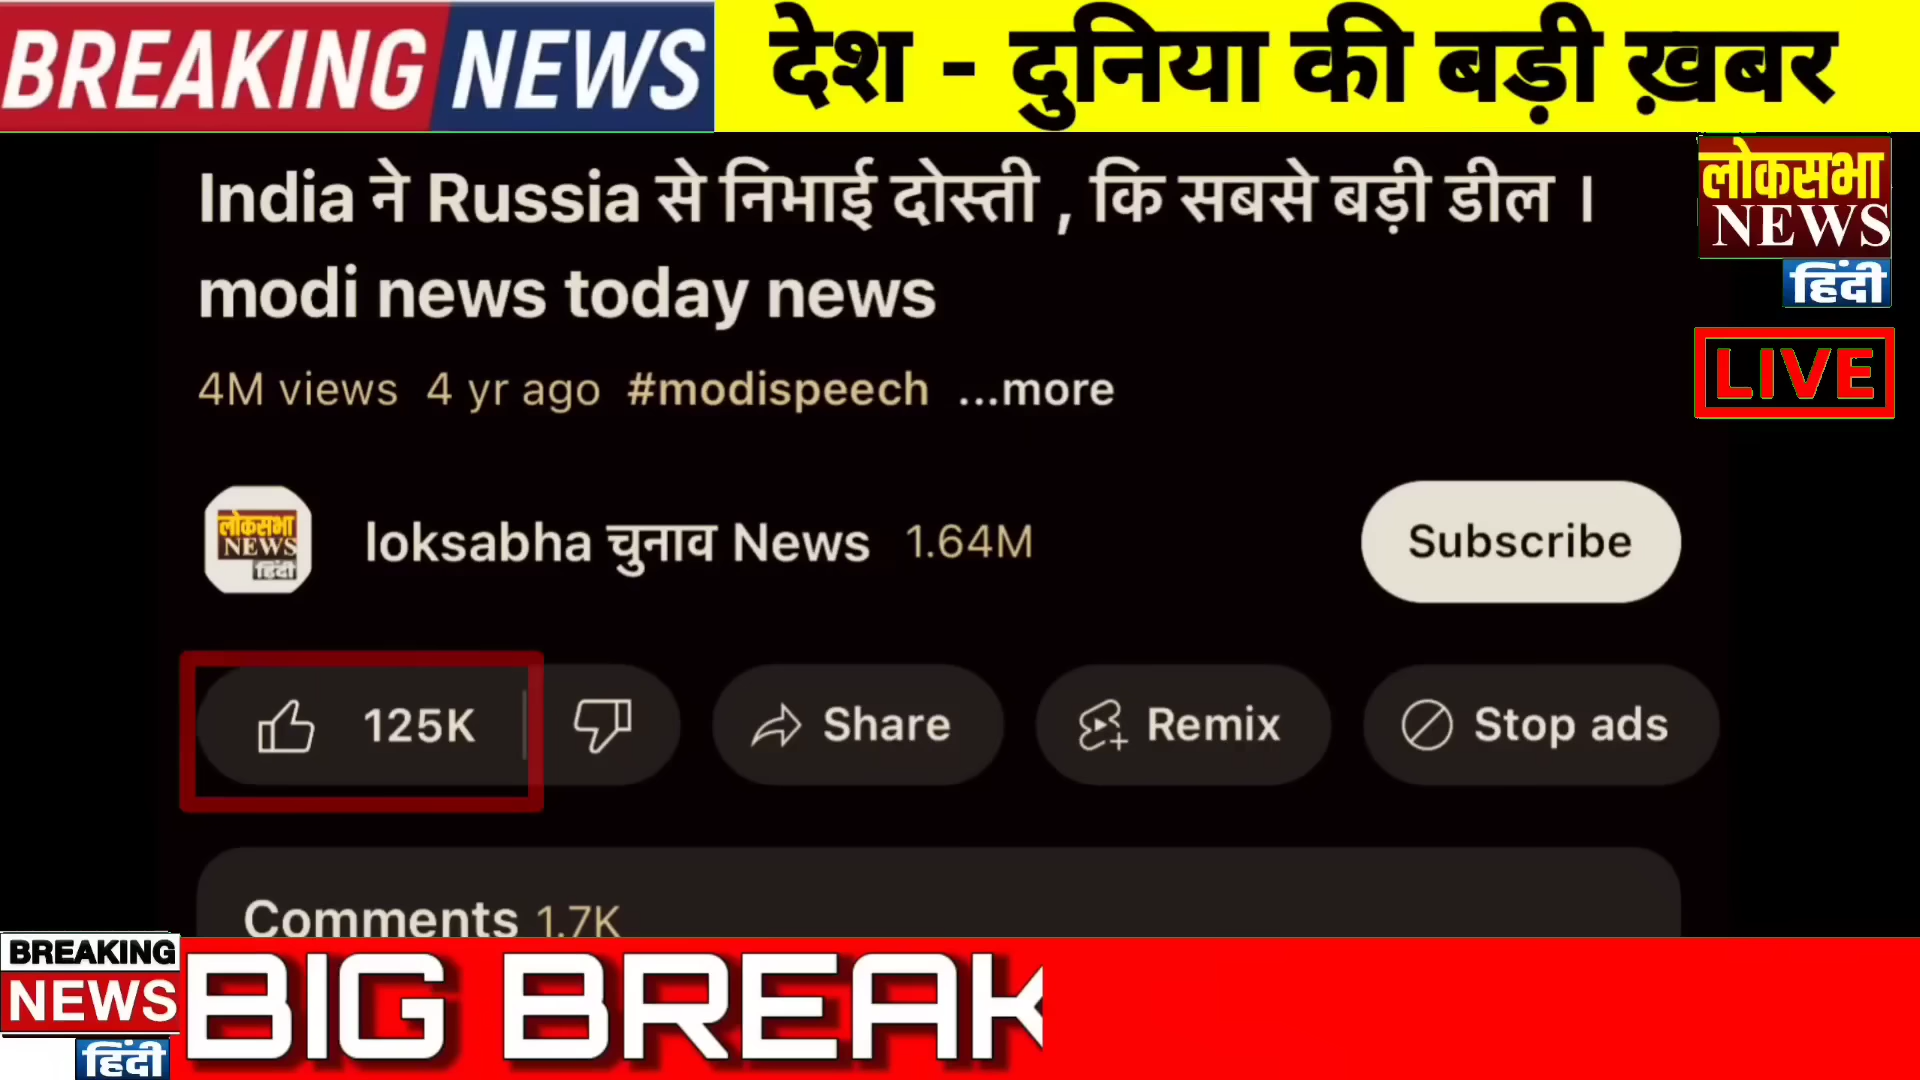 BREAKING NEWS देश - दुनिया की बड़ी ख़बर
India ने Russia से निभाई दोस्ती , कि सबसे बड़ी डील ।
modi news today news
4M views 4 yr ago #modispeech ...more
लोकसभा
NEWS
हिंदी
LIVE
लोकसभा
NEWS
हिंदी
loksabha चुनाव News 1.64M
Subscribe
125K
Share
Remix
Stop ads
Comments 1.7K
BREAKING
NEWS
हिंदी
BIG BREAK